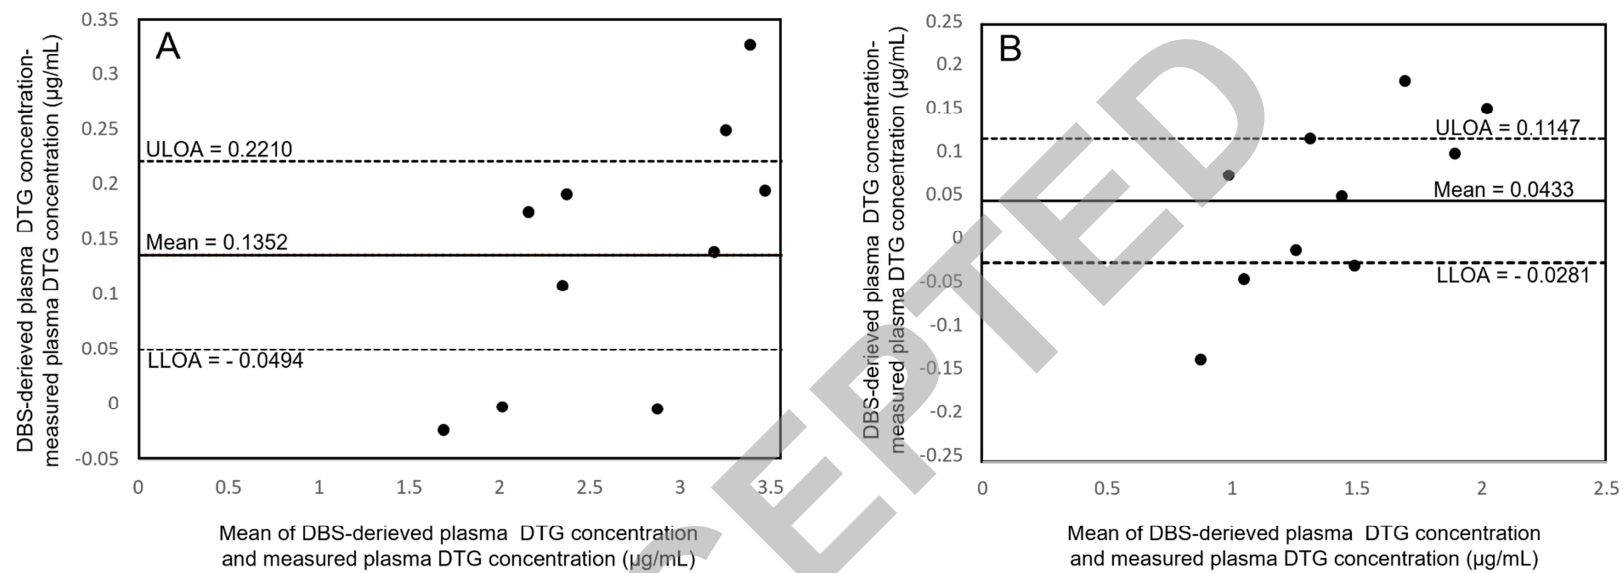 A
DBS-derieved plasma DTG concentration-
measured plasma DTG concentration (µg/mL)
0.35
0.3
0.25
0.2
0.15
0.1
0.05
0
-0.05
ULOA = 0.2210
Mean = 0.1352
LLOA = - 0.0494
0 0.5 1 1.5 2 2.5 3 3.5
Mean of DBS-derieved plasma DTG concentration
and measured plasma DTG concentration (µg/mL)
B
DBS-derieved plasma DTG concentration-
measured plasma DTG concentration (µg/mL)
0.25
0.2
0.15
0.1
0.05
0
-0.05
-0.1
-0.15
-0.2
-0.25
ULOA = 0.1147
Mean = 0.0433
LLOA = - 0.0281
0 0.5 1 1.5 2 2.5
Mean of DBS-derieved plasma DTG concentration
and measured plasma DTG concentration (µg/mL)
CEPTED